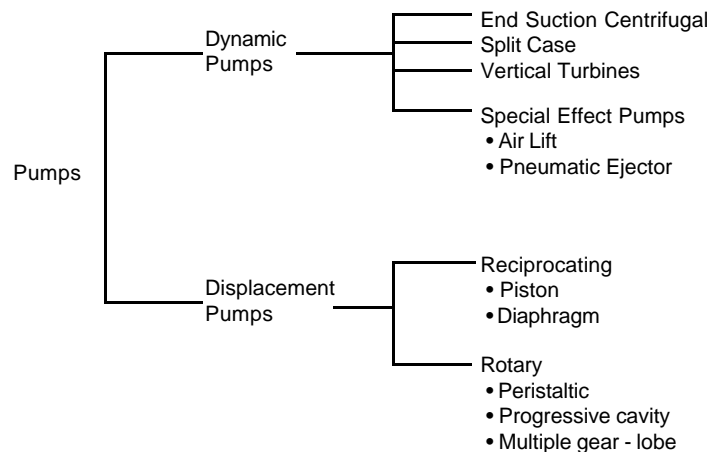 Pumps
Dynamic
Pumps
End Suction Centrifugal
Split Case
Vertical Turbines
Special Effect Pumps
• Air Lift
• Pneumatic Ejector
Displacement
Pumps
Reciprocating
• Piston
• Diaphragm
Rotary
• Peristaltic
• Progressive cavity
• Multiple gear - lobe